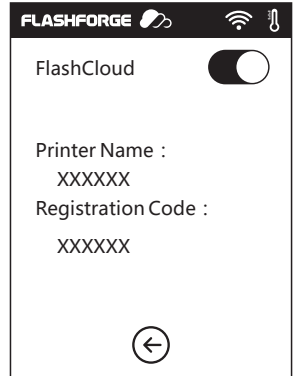 FLASHFORGE
FlashCloud
Printer Name：
XXXXXX
Registration Code：
XXXXXX